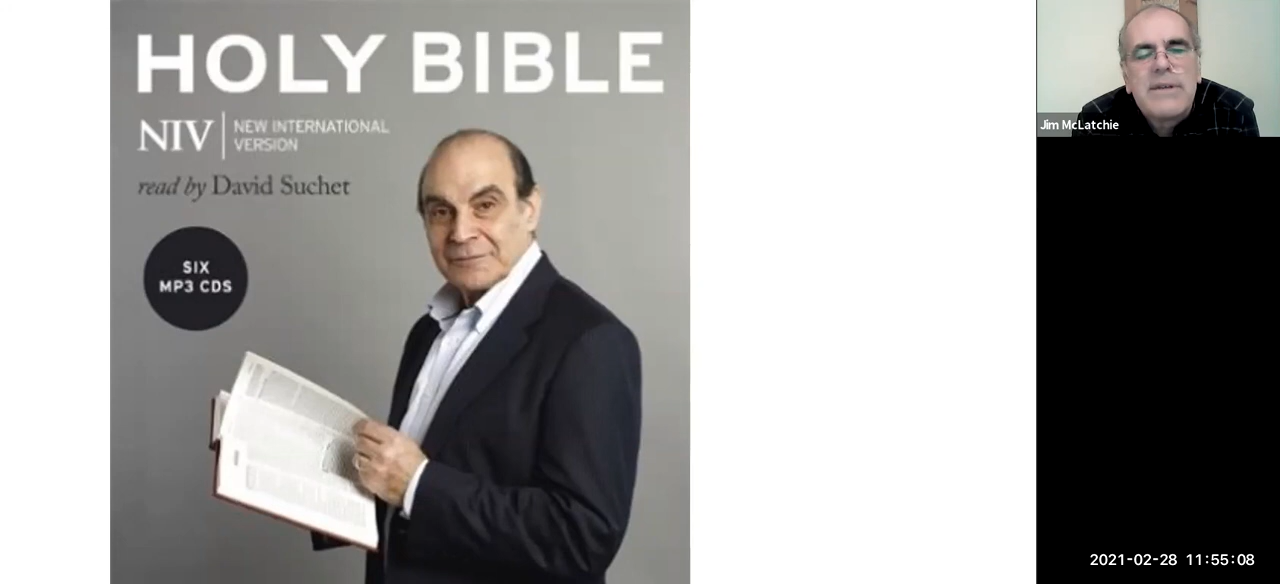 HOLY BIBLE
NIV
NEW INTERNATIONAL
VERSION
read by David Suchet
SIX
MP3 CDS
Jim McLatchie
2021-02-28 11:55:08